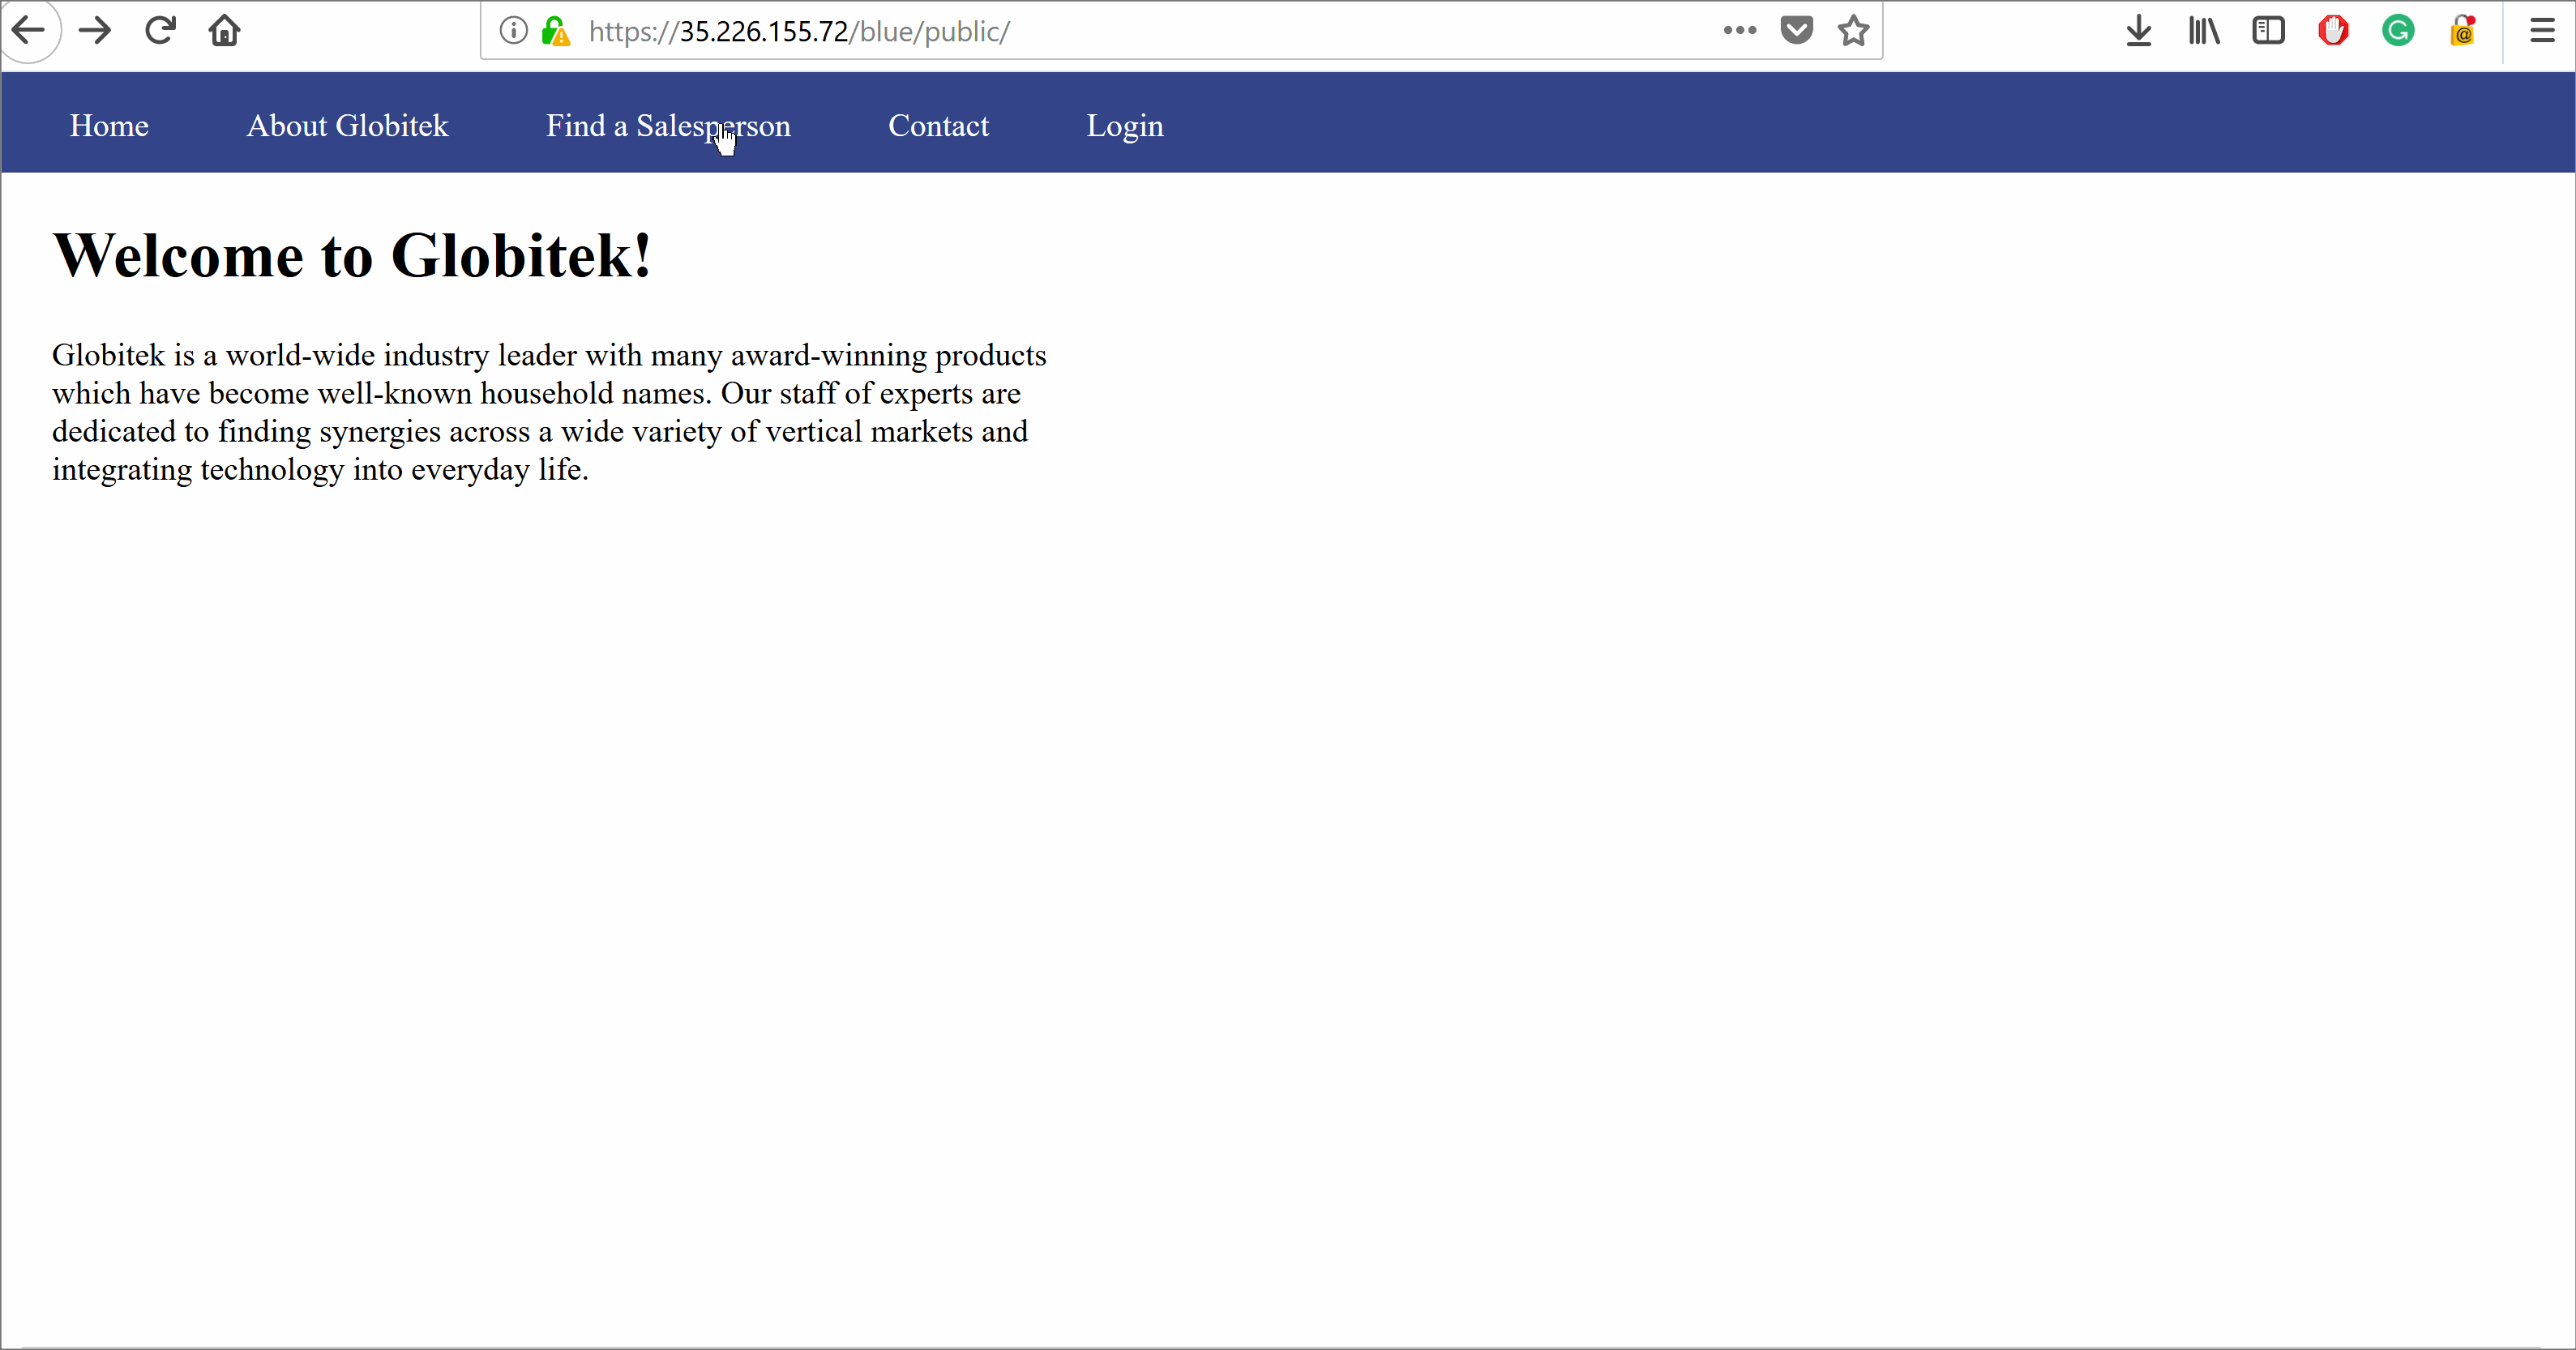 https://35.226.155.72/blue/public/
Home About Globitek Find a Salesperson Contact Login
Welcome to Globitek!
Globitek is a world-wide industry leader with many award-winning products
which have become well-known household names. Our staff of experts are
dedicated to finding synergies across a wide variety of vertical markets and
integrating technology into everyday life.